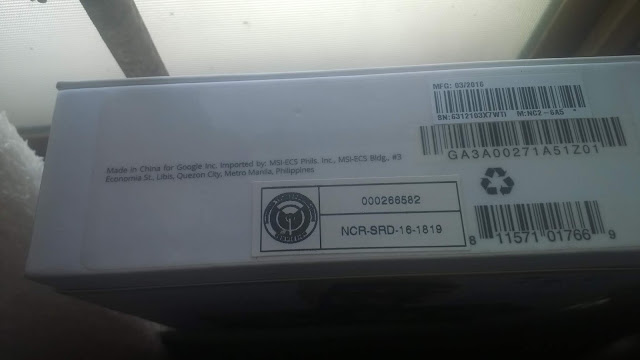 MFG: 03/2016
SN:6312103X7WTD M:NC2-6A5
GA3A00271A51Z01
Made in China for Google Inc. Imported by: MSI-ECS Phils. Inc., MSI-ECS Bldg., #3
Economia St., Libis, Quezon City, Metro Manila, Philippines
000266582
NCR-SRD-16-1819
8 11571 01766 9